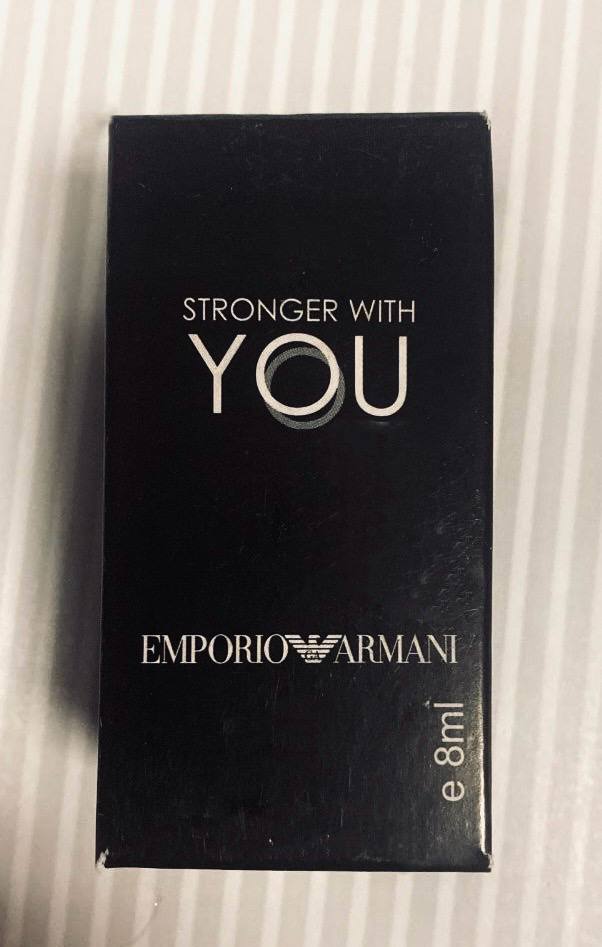 STRONGER WITH
YOU
EMPORIO ARMANI
e 8ml